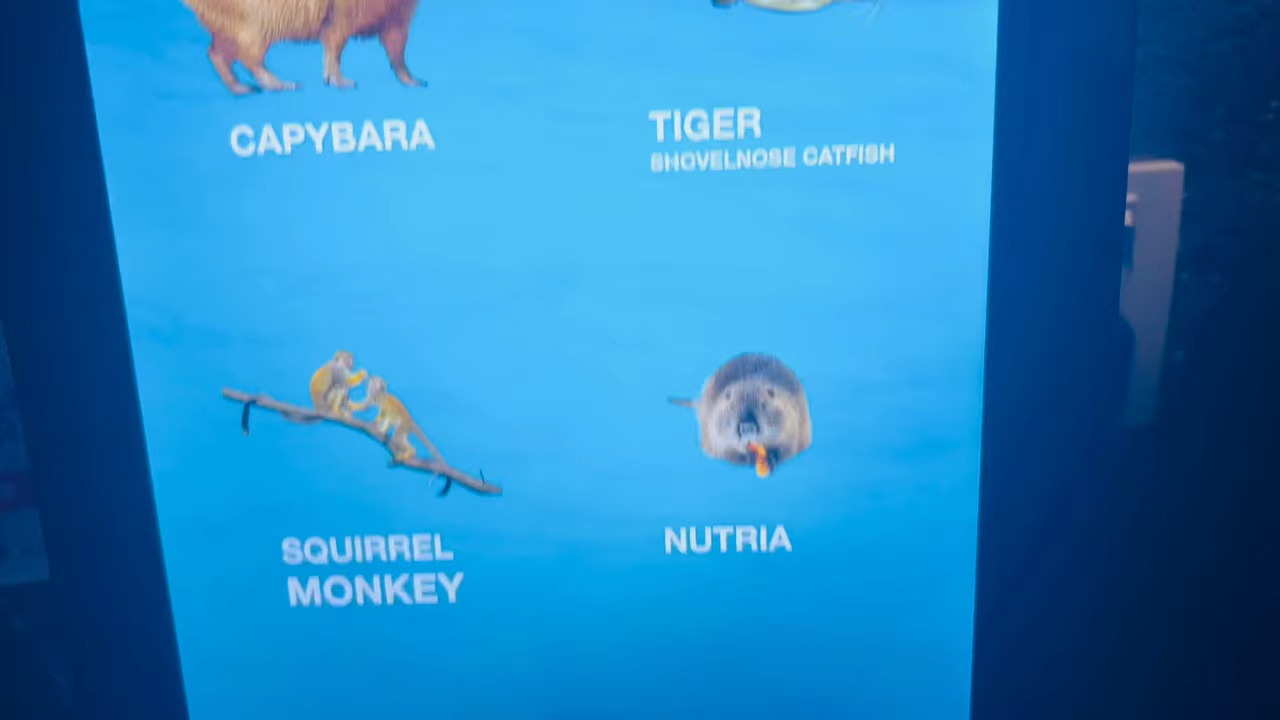 CAPYBARA
TIGER
SHOVELNOSE CATFISH
SQUIRREL
MONKEY
NUTRIA